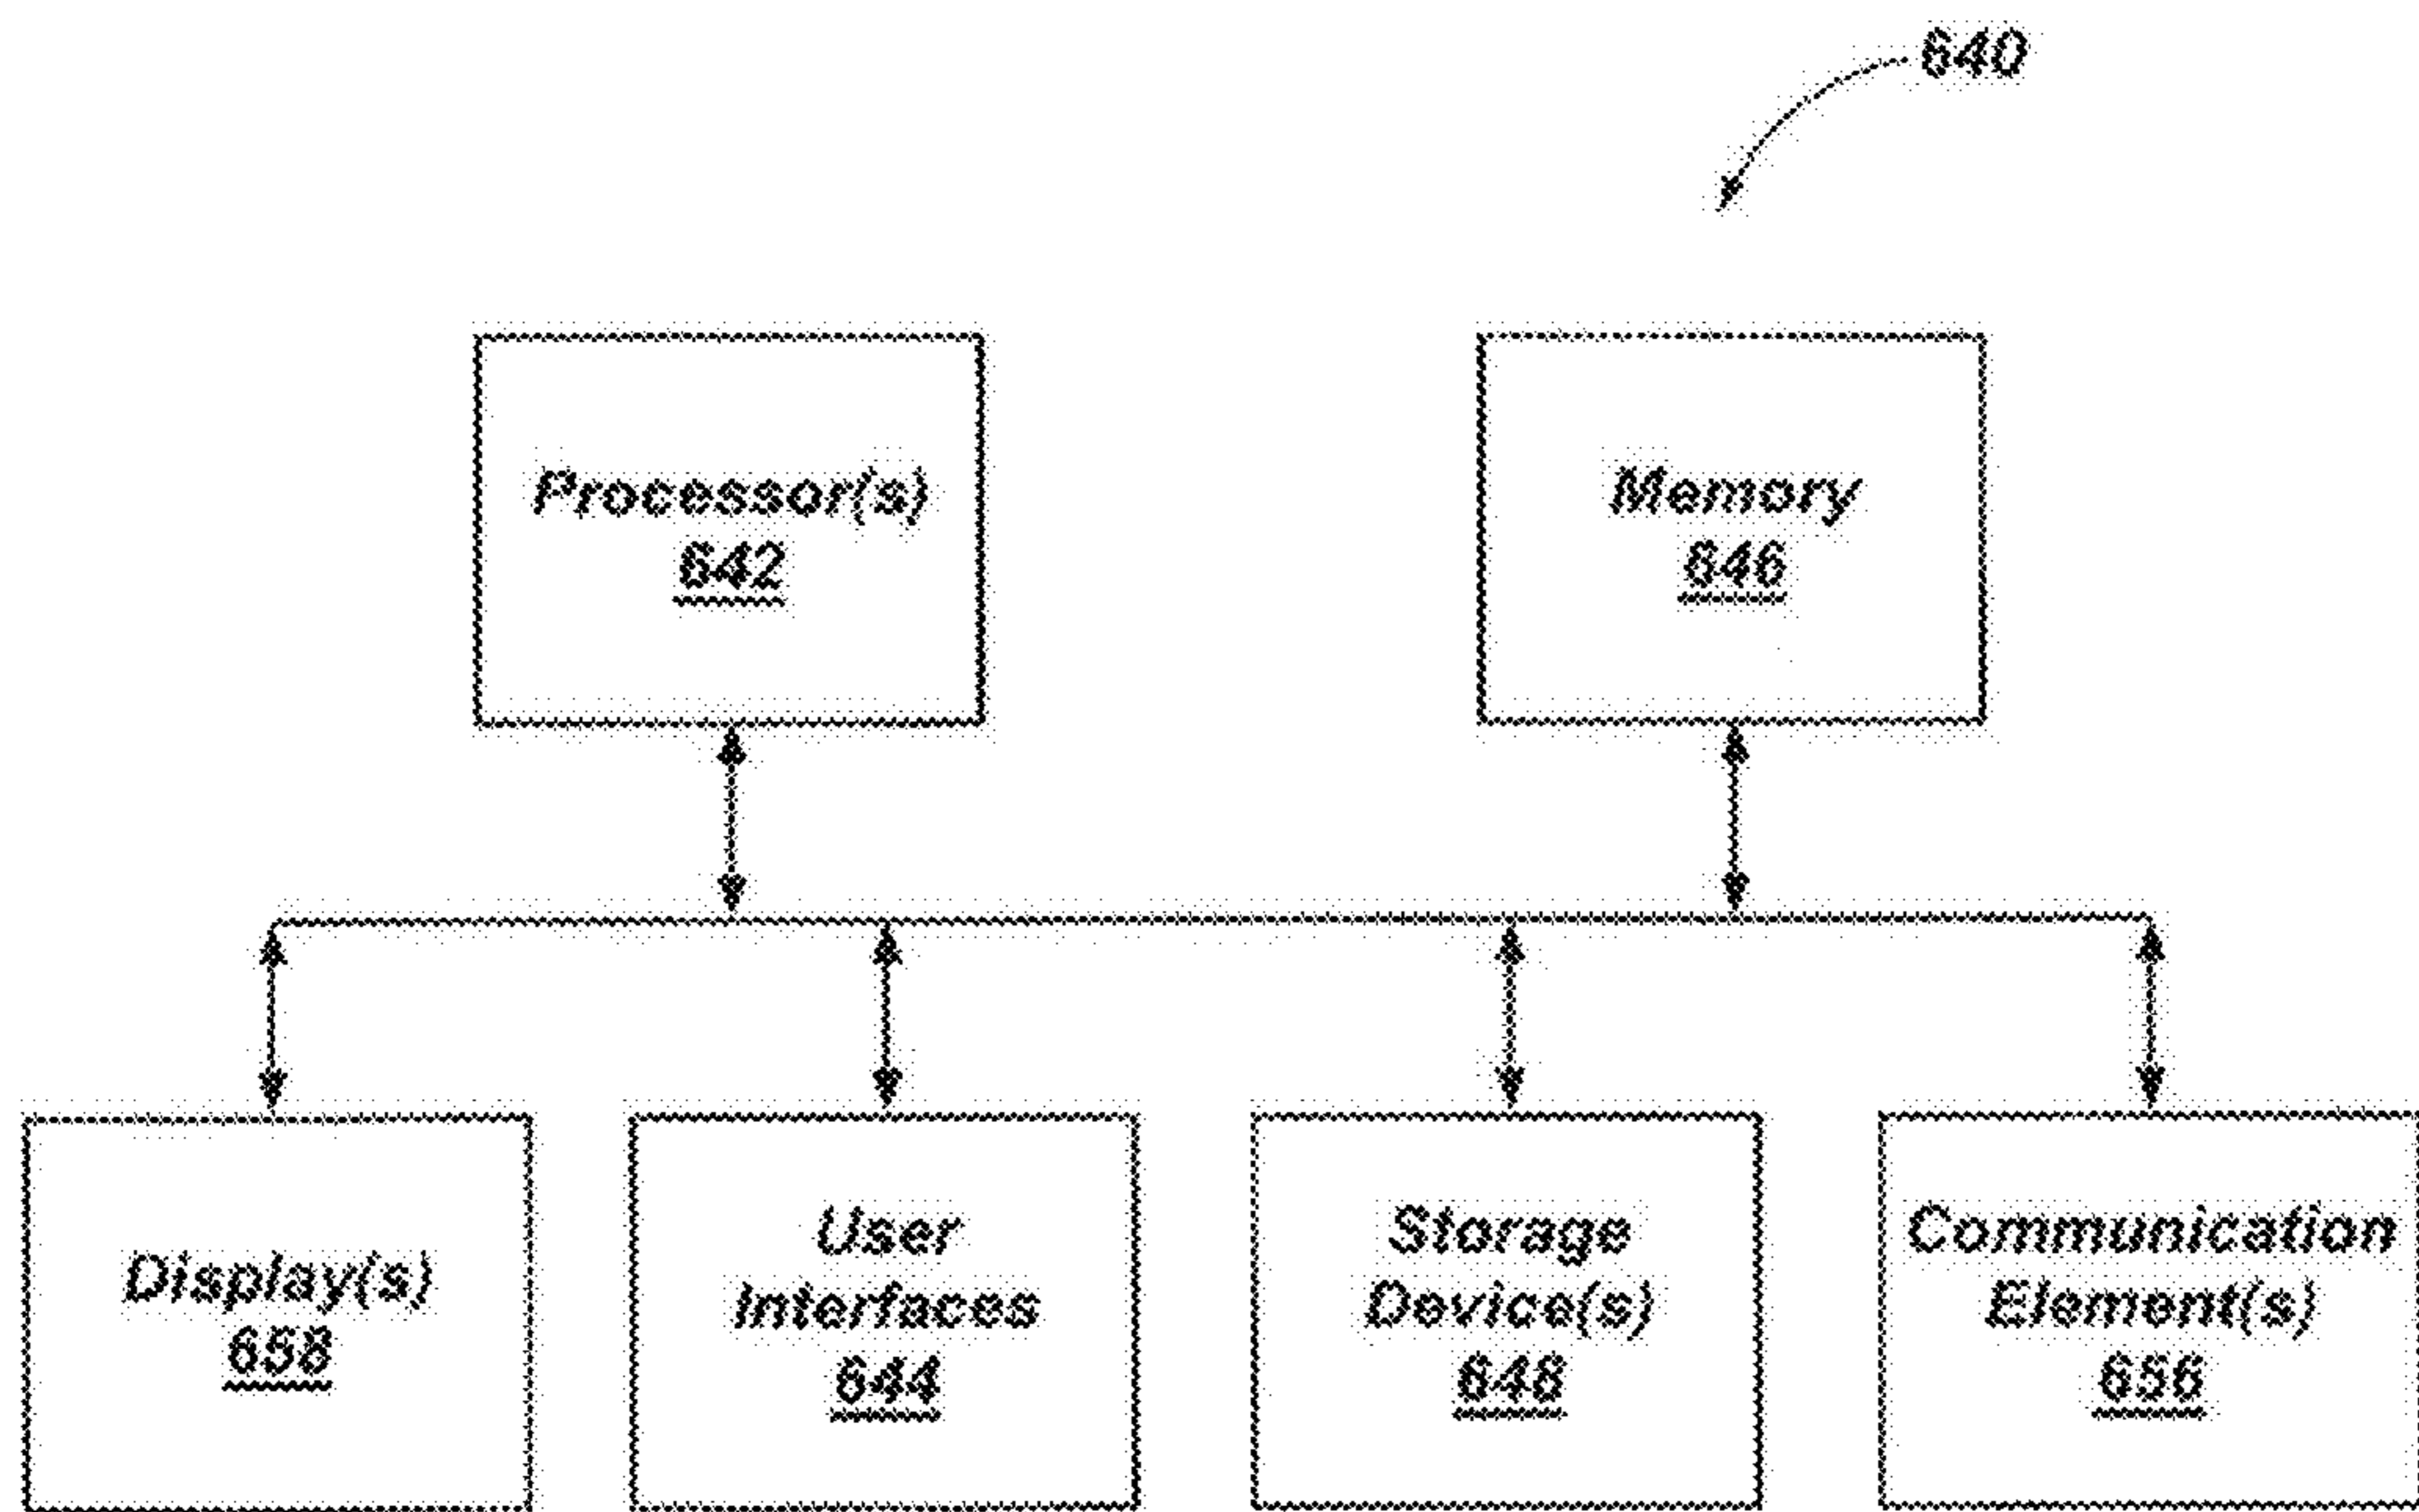 640
Processor(s)
642
Memory
646
Display(s)
658
User
Interfaces
644
Storage
Device(s)
648
Communication
Element(s)
656